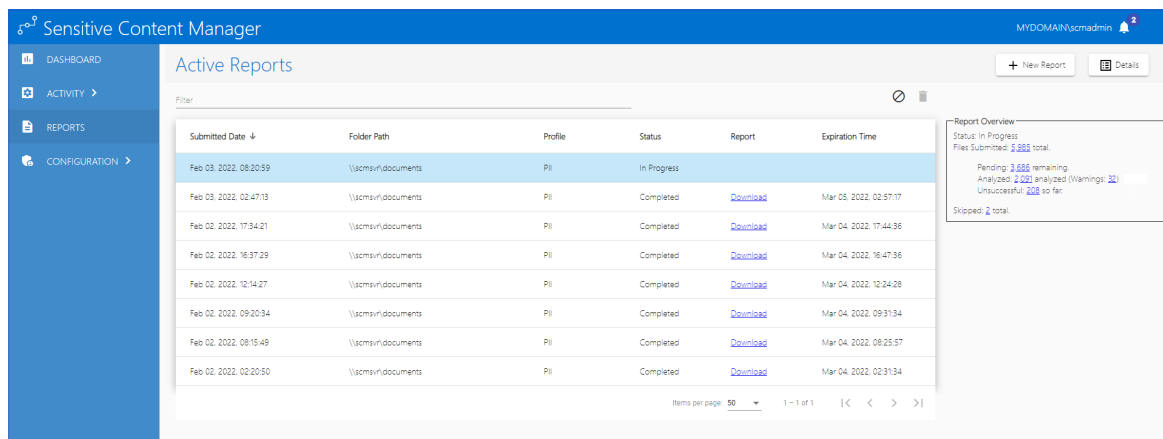 Sensitive Content Manager
MYDOMAIN\scmadmin 2
DASHBOARD
ACTIVITY
REPORTS
CONFIGURATION
Active Reports
+ New Report
Details
Filter
Submitted Date ↓ Folder Path Profile Status Report Expiration Time
Feb 03, 2022, 08:20:59 \\scmsvr\documents PII In Progress
Feb 03, 2022, 02:47:13 \\scmsvr\documents PII Completed Download Mar 05, 2022, 02:57:17
Feb 02, 2022, 17:34:21 \\scmsvr\documents PII Completed Download Mar 04, 2022, 17:44:36
Feb 02, 2022, 16:37:29 \\scmsvr\documents PII Completed Download Mar 04, 2022, 16:47:36
Feb 02, 2022, 12:14:27 \\scmsvr\documents PII Completed Download Mar 04, 2022, 12:24:28
Feb 02, 2022, 09:20:34 \\scmsvr\documents PII Completed Download Mar 04, 2022, 09:31:34
Feb 02, 2022, 08:15:49 \\scmsvr\documents PII Completed Download Mar 04, 2022, 08:25:57
Feb 02, 2022, 02:20:50 \\scmsvr\documents PII Completed Download Mar 04, 2022, 02:31:34
Items per page: 50 1 – 1 of 1
Report Overview
Status: In Progress
Files Submitted: 5,985 total.
Pending: 3,686 remaining.
Analyzed: 2,091 analyzed (Warnings: 32)
Unsuccessful: 208 so far.
Skipped: 2 total.